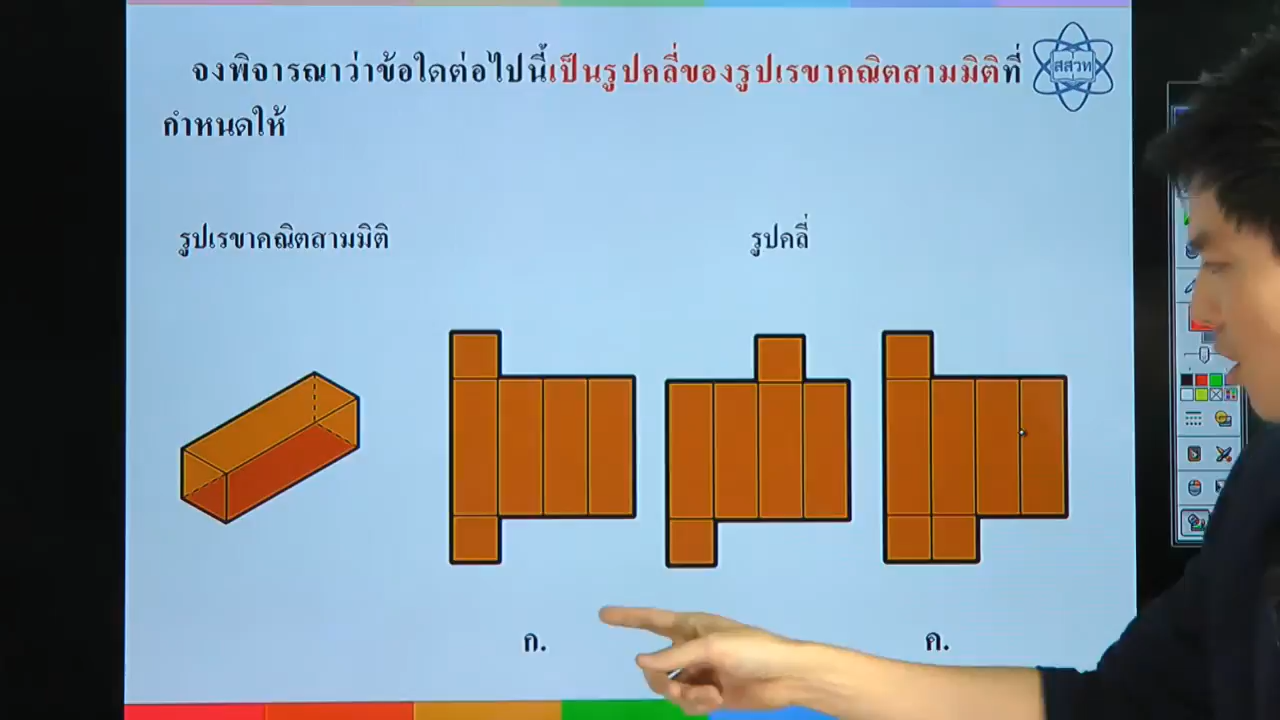 จงพิจารณาว่าข้อใดต่อไปนี้เป็นรูปคลี่ของรูปเรขาคณิตสามมิติที่
กำหนดให้
สสวท
รูปเรขาคณิตสามมิติ
รูปคลี่
ก.
ค.